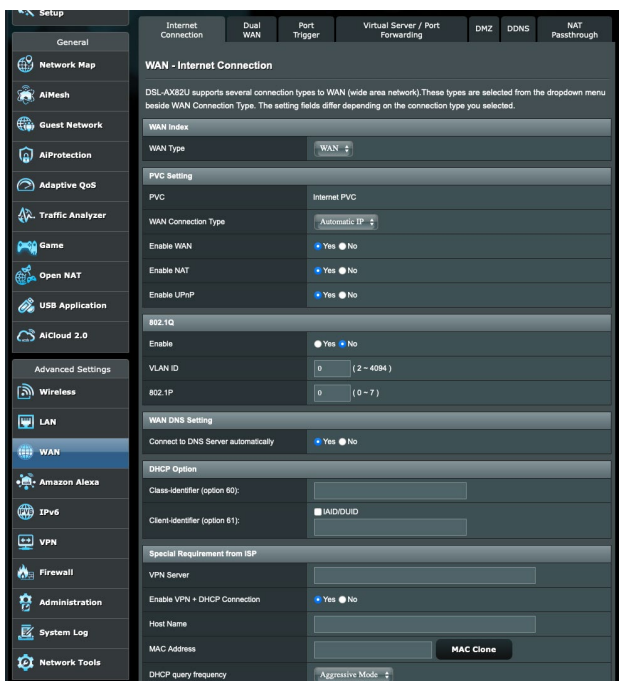 Setup
General
Network Map
AiMesh
Guest Network
AiProtection
Adaptive QoS
Traffic Analyzer
Game
Open NAT
USB Application
AiCloud 2.0
Advanced Settings
Wireless
LAN
WAN
Amazon Alexa
IPv6
VPN
Firewall
Administration
System Log
Network Tools
Internet Connection
Dual WAN
Port Trigger
Virtual Server / Port Forwarding
DMZ
DDNS
NAT Passthrough
WAN - Internet Connection
DSL-AX82U supports several connection types to WAN (wide area network).These types are selected from the dropdown menu
beside WAN Connection Type. The setting fields differ depending on the connection type you selected.
WAN Index
WAN Type WAN
PVC Setting
PVC Internet PVC
WAN Connection Type Automatic IP
Enable WAN Yes No
Enable NAT Yes No
Enable UPnP Yes No
802.1Q
Enable Yes No
VLAN ID 0 ( 2 ~ 4094 )
802.1P 0 ( 0 ~ 7 )
WAN DNS Setting
Connect to DNS Server automatically Yes No
DHCP Option
Class-identifier (option 60):
Client-identifier (option 61): IAID/DUID
Special Requirement from ISP
VPN Server
Enable VPN + DHCP Connection Yes No
Host Name
MAC Address MAC Clone
DHCP query frequency Aggressive Mode